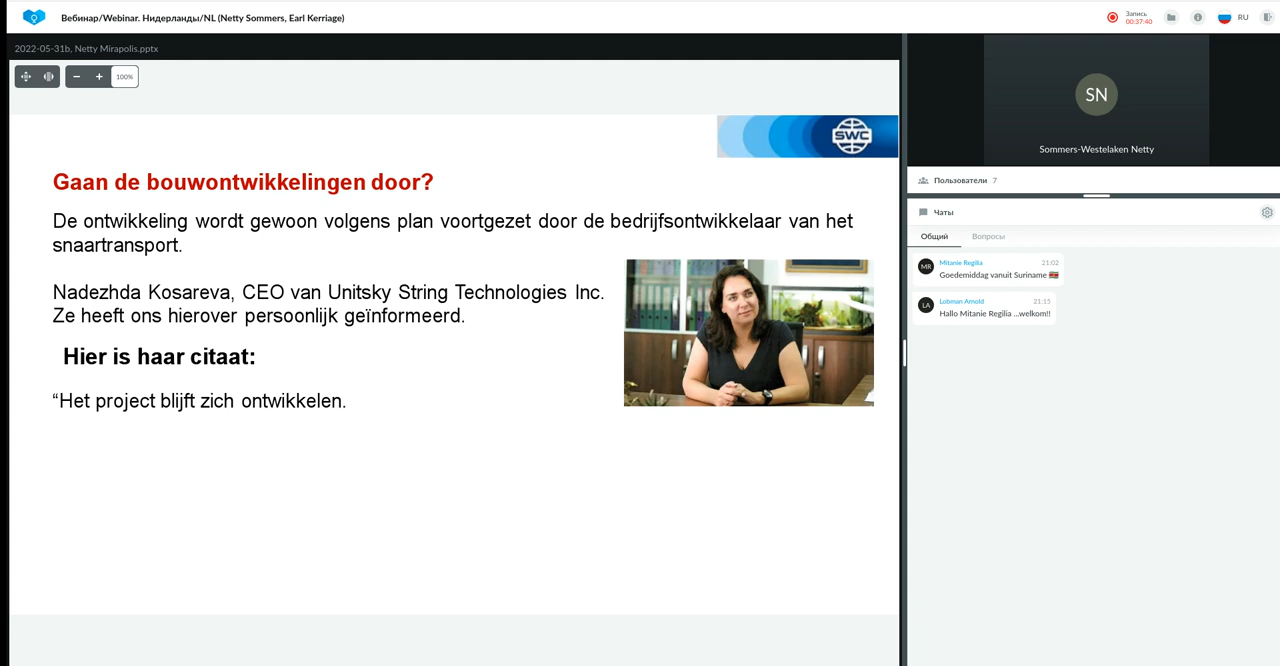 Вебинар/Webinar. Нидерланды/NL (Netty Sommers, Earl Kerriage)
Запись
00:37:40
RU
2022-05-31b, Netty Mirapolis.pptx
100%
SWC
Gaan de bouwontwikkelingen door?
De ontwikkeling wordt gewoon volgens plan voortgezet door de bedrijfsontwikkelaar van het
snaartransport.
Nadezhda Kosareva, CEO van Unitsky String Technologies Inc.
Ze heeft ons hierover persoonlijk geïnformeerd.
Hier is haar citaat:
“Het project blijft zich ontwikkelen.
SN
Sommers-Westelaken Netty
Пользователи 7
Чаты
Общий Вопросы
MR
Mitanie Regilia 21:02
Goedemiddag vanuit Suriname 🇸🇷
LA
Lobman Arnold 21:15
Hallo Mitanie Regilia ...welkom!!